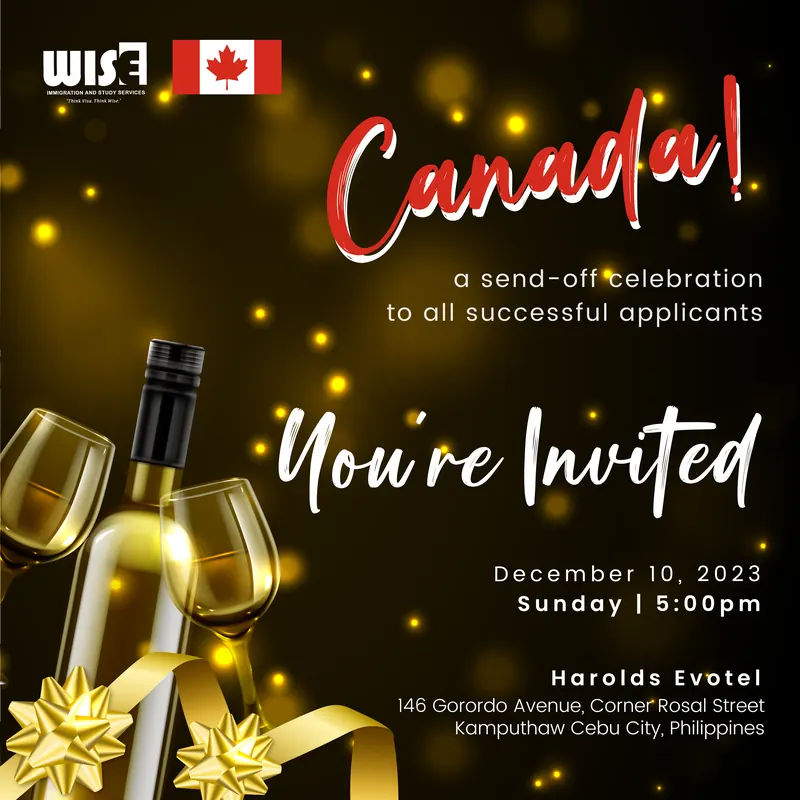 WISE
IMMIGRATION AND STUDY SERVICES
"Think Visa. Think Wise."
Canada!
a send-off celebration
to all successful applicants
You're Invited
December 10, 2023
Sunday | 5:00pm
Harolds Evotel
146 Gorordo Avenue, Corner Rosal Street
Kamputhaw Cebu City, Philippines